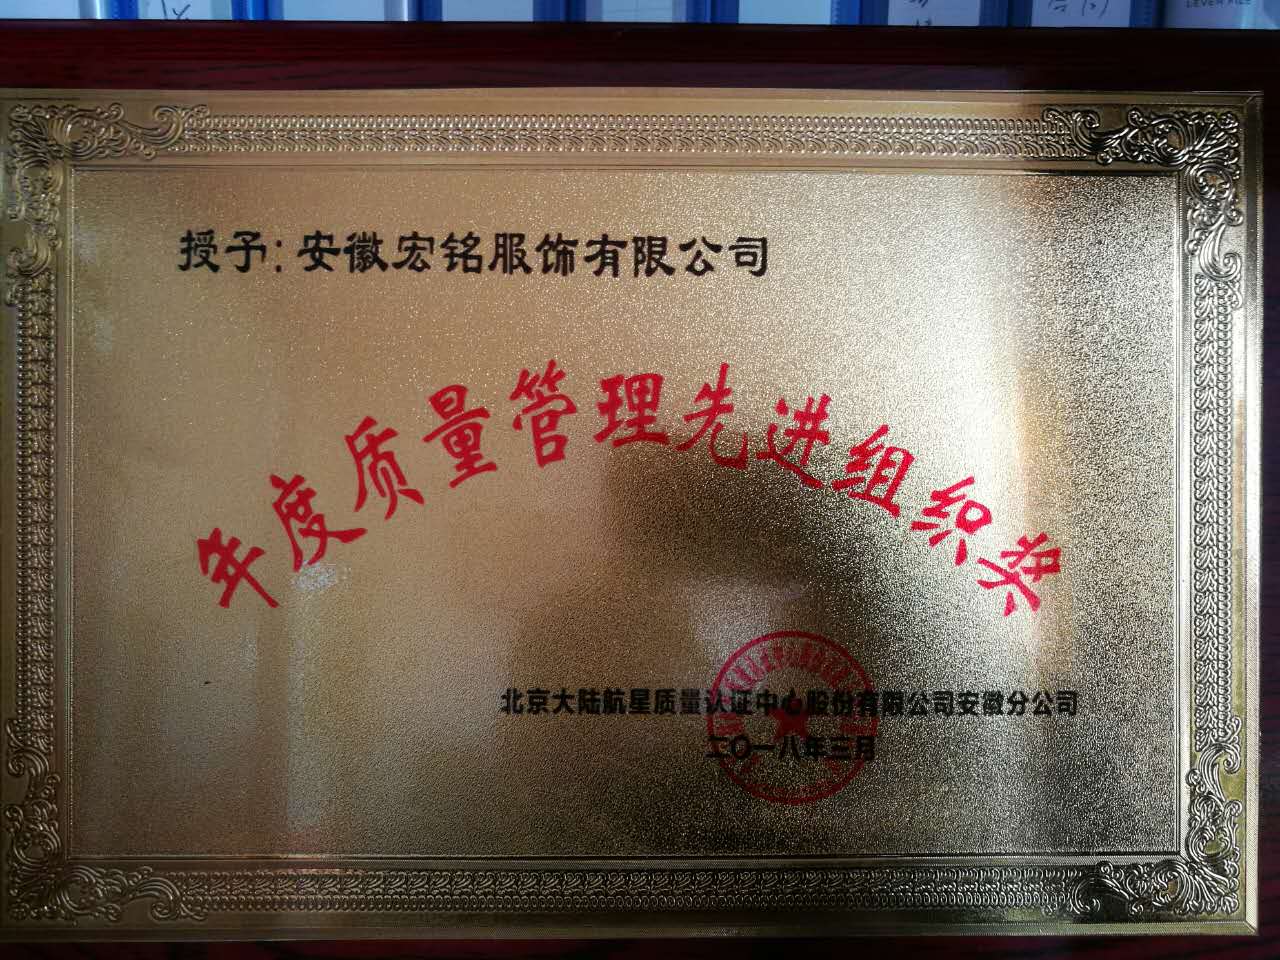 LEVER FILE
授予：安徽宏铭服饰有限公司
年度质量管理先进组织奖
北京大陆航星质量认证中心股份有限公司安徽分公司
二〇一八年三月